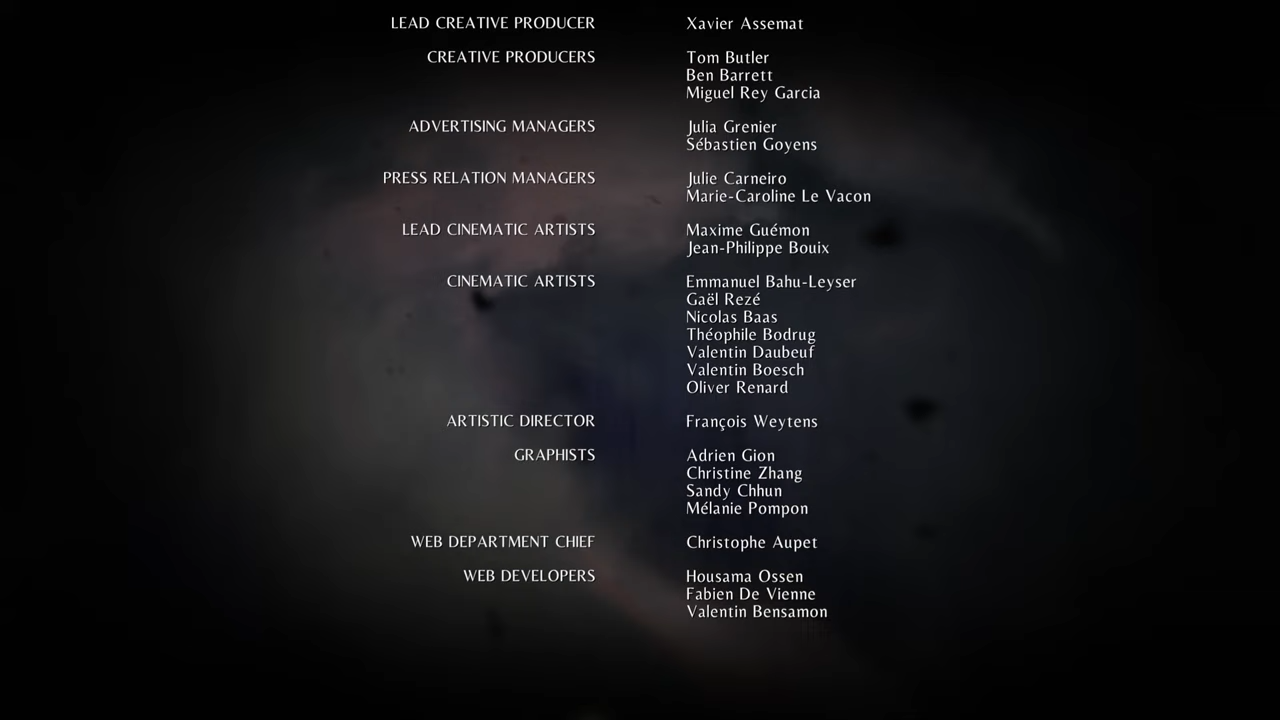 LEAD CREATIVE PRODUCER Xavier Assemat
CREATIVE PRODUCERS Tom Butler
Ben Barrett
Miguel Rey Garcia
ADVERTISING MANAGERS Julia Grenier
Sébastien Goyens
PRESS RELATION MANAGERS Julie Carneiro
Marie-Caroline Le Vacon
LEAD CINEMATIC ARTISTS Maxime Guémon
Jean-Philippe Bouix
CINEMATIC ARTISTS Emmanuel Bahu-Leyser
Gaël Rezé
Nicolas Baas
Théophile Bodrug
Valentin Daubeuf
Valentin Boesch
Oliver Renard
ARTISTIC DIRECTOR François Weytens
GRAPHISTS Adrien Gion
Christine Zhang
Sandy Chhun
Mélanie Pompon
WEB DEPARTMENT CHIEF Christophe Aupet
WEB DEVELOPERS Housama Ossen
Fabien De Vienne
Valentin Bensamon